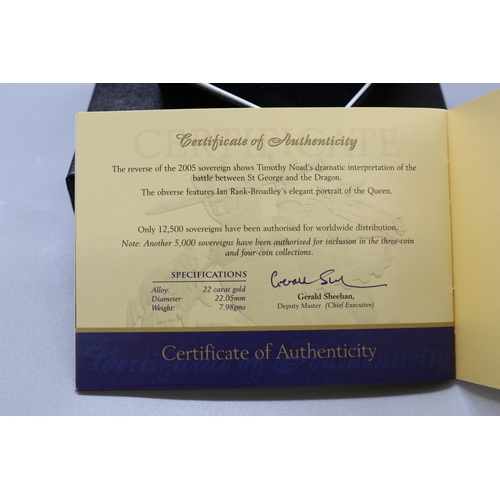 Certificate of Authenticity
The reverse of the 2005 sovereign shows Timothy Noad's dramatic interpretation of the
battle between St George and the Dragon.
The obverse features Ian Rank-Broadley's elegant portrait of the Queen.
Only 12,500 sovereigns have been authorised for worldwide distribution.
Note: Another 5,000 sovereigns have been authorised for inclusion in the three-coin
and four-coin collections.
SPECIFICATIONS
Alloy: 22 carat gold
Diameter: 22.05mm
Weight: 7.98gms
Gerald Sheehan,
Deputy Master (Chief Executive)
Certificate of Authenticity